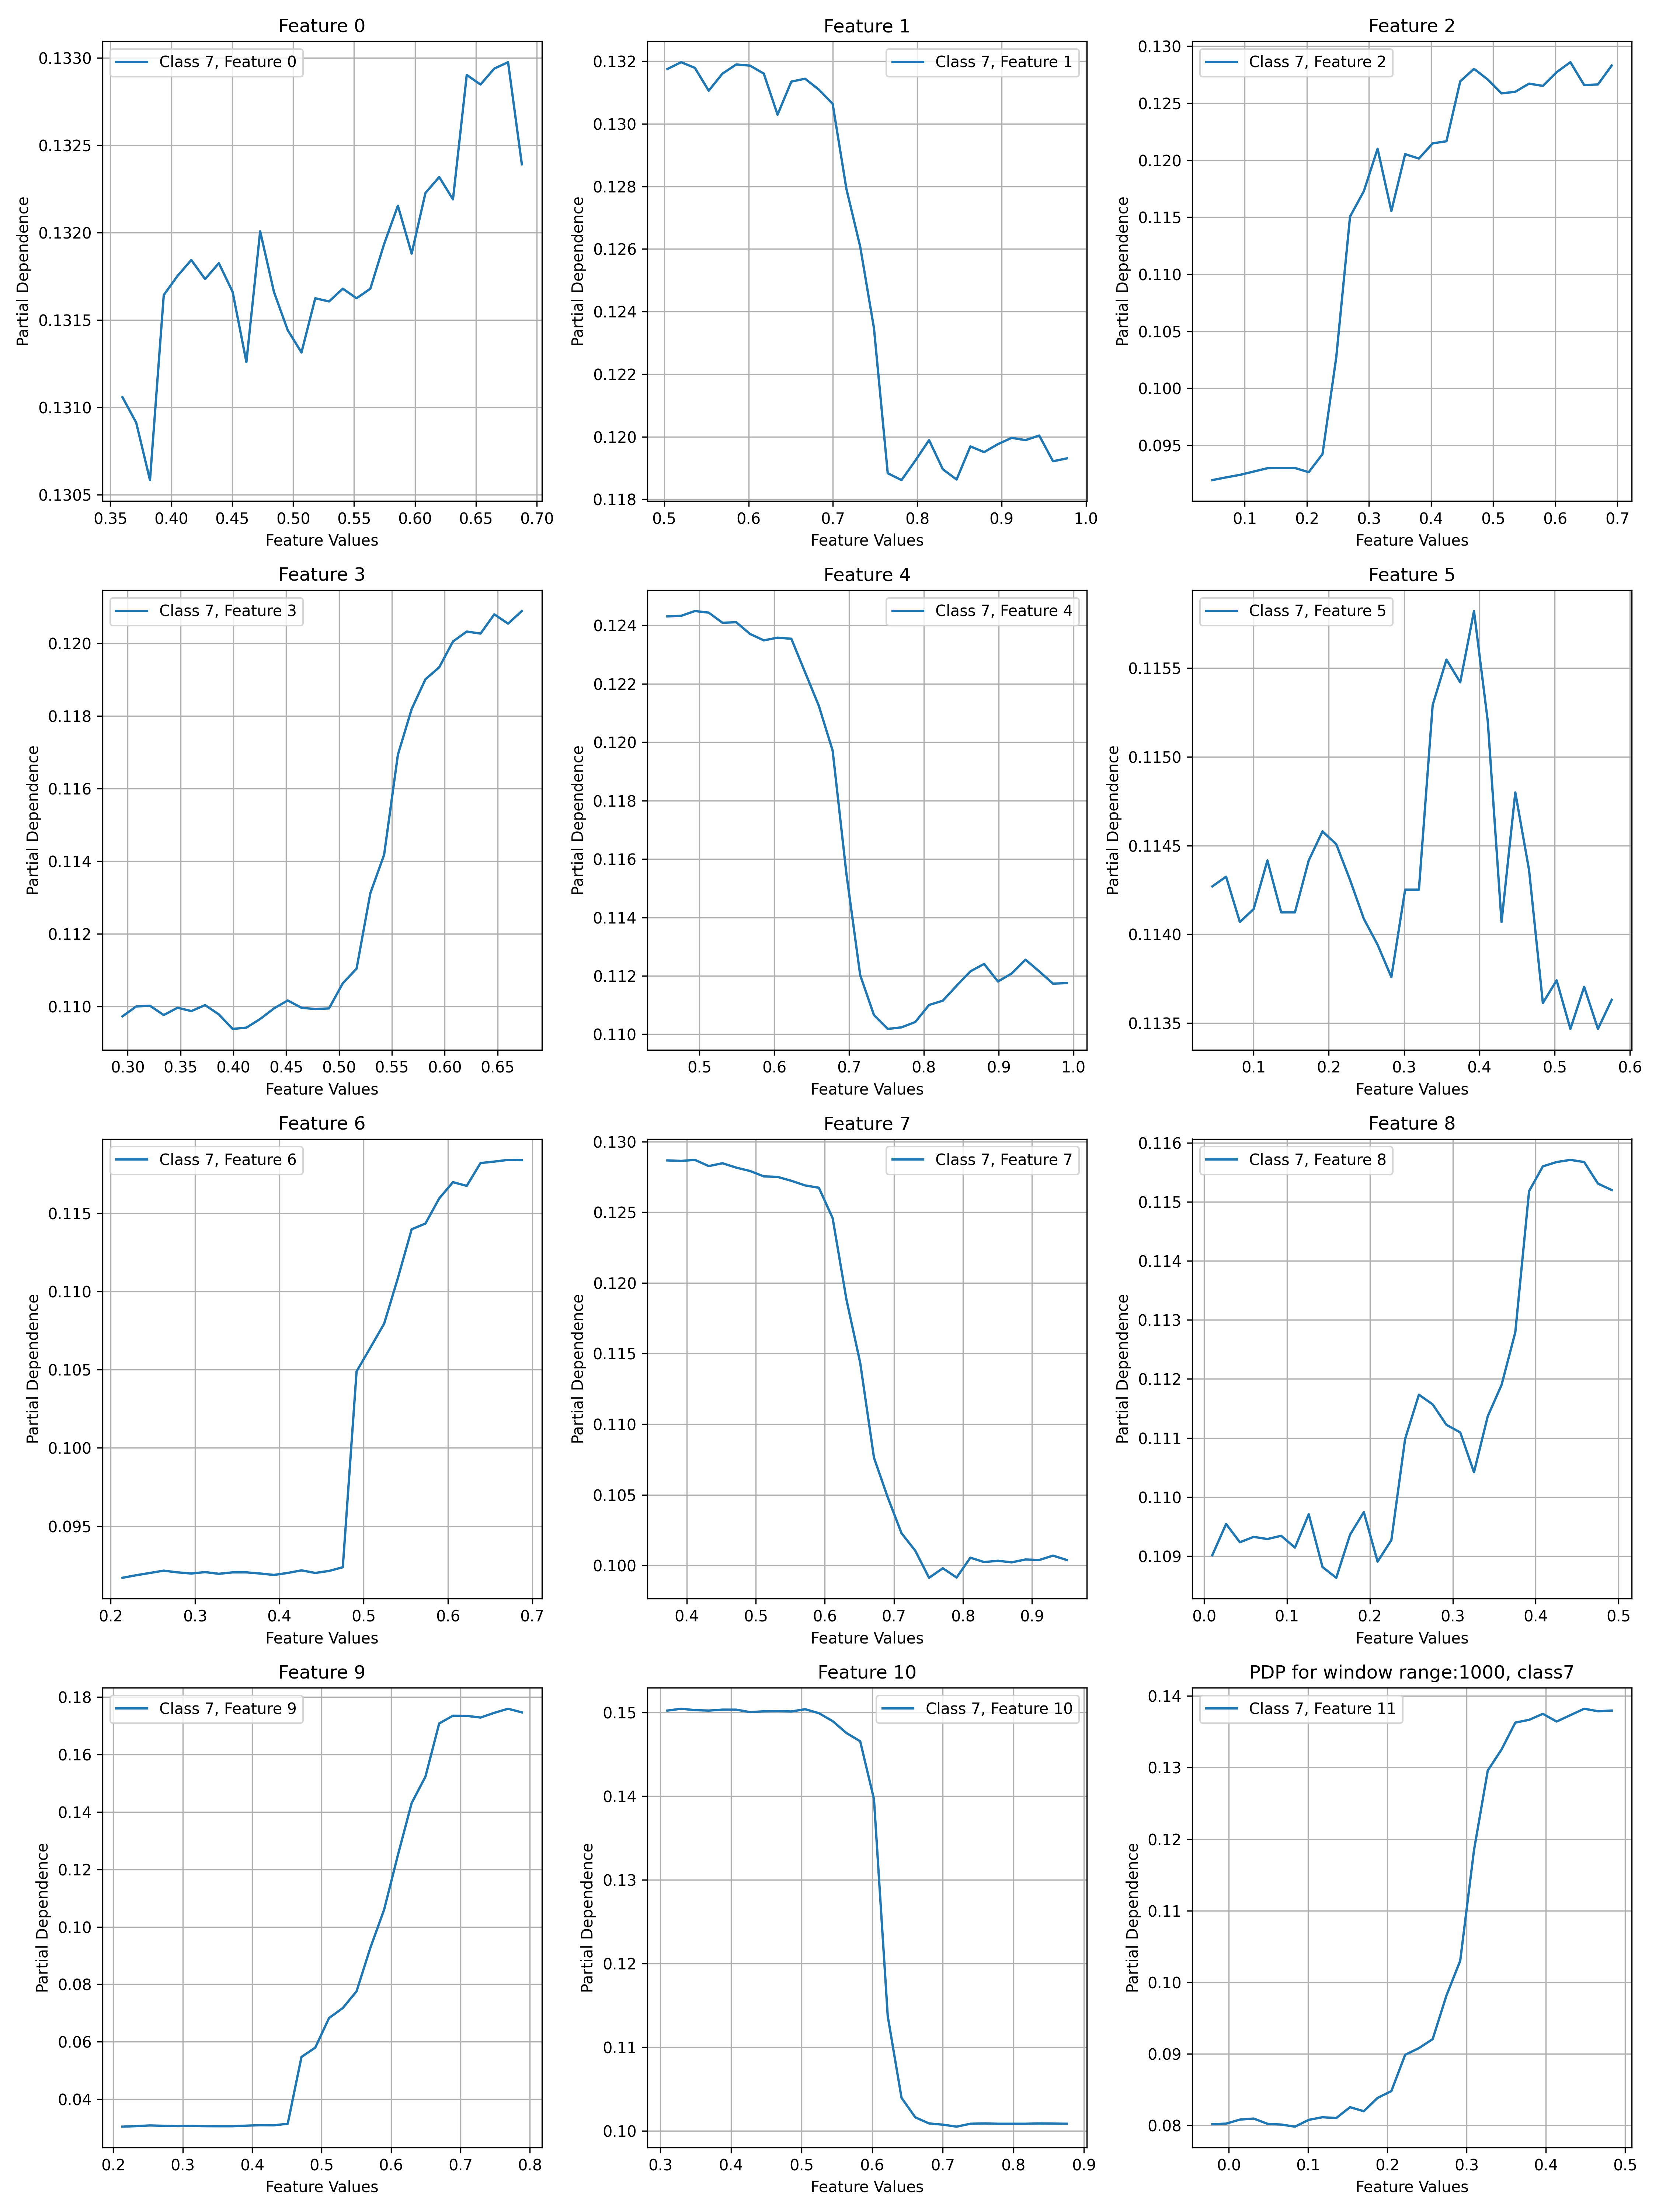 Feature 0
Class 7, Feature 0
Partial Dependence
0.1330
0.1325
0.1320
0.1315
0.1310
0.1305
0.35 0.40 0.45 0.50 0.55 0.60 0.65 0.70
Feature Values
Feature 1
Class 7, Feature 1
Partial Dependence
0.132
0.130
0.128
0.126
0.124
0.122
0.120
0.118
0.5 0.6 0.7 0.8 0.9 1.0
Feature Values
Feature 2
Class 7, Feature 2
Partial Dependence
0.130
0.125
0.120
0.115
0.110
0.105
0.100
0.095
0.1 0.2 0.3 0.4 0.5 0.6 0.7
Feature Values
Feature 3
Class 7, Feature 3
Partial Dependence
0.120
0.118
0.116
0.114
0.112
0.110
0.30 0.35 0.40 0.45 0.50 0.55 0.60 0.65
Feature Values
Feature 4
Class 7, Feature 4
Partial Dependence
0.124
0.122
0.120
0.118
0.116
0.114
0.112
0.110
0.5 0.6 0.7 0.8 0.9 1.0
Feature Values
Feature 5
Class 7, Feature 5
Partial Dependence
0.1155
0.1150
0.1145
0.1140
0.1135
0.1 0.2 0.3 0.4 0.5 0.6
Feature Values
Feature 6
Class 7, Feature 6
Partial Dependence
0.115
0.110
0.105
0.100
0.095
0.2 0.3 0.4 0.5 0.6 0.7
Feature Values
Feature 7
Class 7, Feature 7
Partial Dependence
0.130
0.125
0.120
0.115
0.110
0.105
0.100
0.4 0.5 0.6 0.7 0.8 0.9
Feature Values
Feature 8
Class 7, Feature 8
Partial Dependence
0.116
0.115
0.114
0.113
0.112
0.111
0.110
0.109
0.0 0.1 0.2 0.3 0.4 0.5
Feature Values
Feature 9
Class 7, Feature 9
Partial Dependence
0.18
0.16
0.14
0.12
0.10
0.08
0.06
0.04
0.2 0.3 0.4 0.5 0.6 0.7 0.8
Feature Values
Feature 10
Class 7, Feature 10
Partial Dependence
0.15
0.14
0.13
0.12
0.11
0.10
0.3 0.4 0.5 0.6 0.7 0.8 0.9
Feature Values
PDP for window range:1000, class7
Class 7, Feature 11
Partial Dependence
0.14
0.13
0.12
0.11
0.10
0.09
0.08
0.0 0.1 0.2 0.3 0.4 0.5
Feature Values